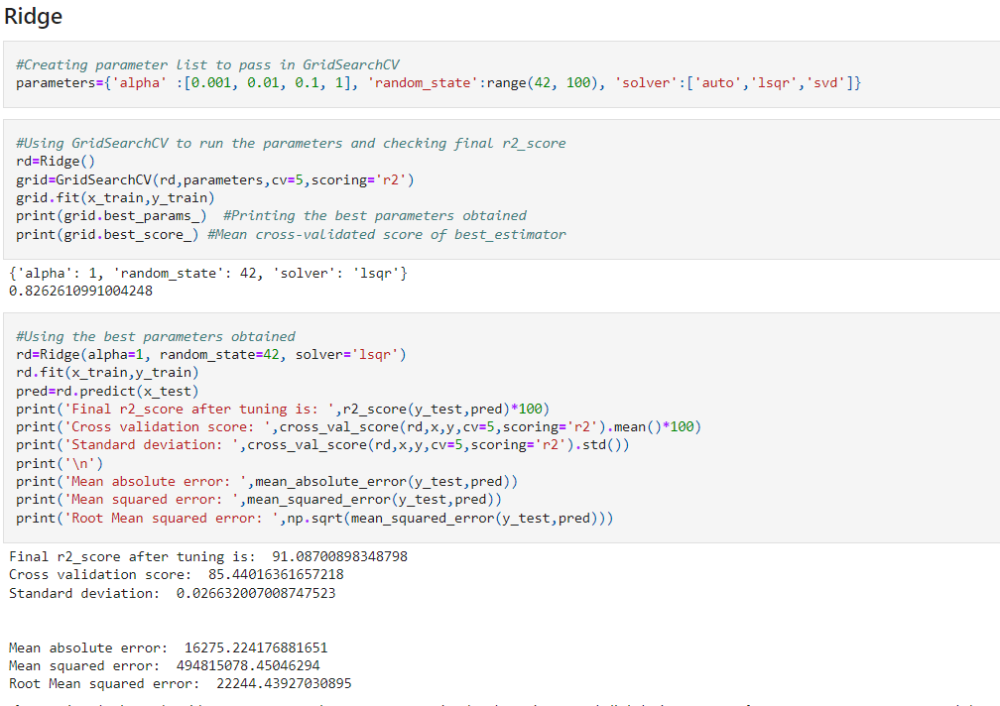 Ridge
#Creating parameter list to pass in GridSearchCV
parameters={'alpha' :[0.001, 0.01, 0.1, 1], 'random_state':range(42, 100), 'solver':['auto','lsqr','svd']}
#Using GridSearchCV to run the parameters and checking final r2_score
rd=Ridge()
grid=GridSearchCV(rd,parameters,cv=5,scoring='r2')
grid.fit(x_train,y_train)
print(grid.best_params_)  #Printing the best parameters obtained
print(grid.best_score_) #Mean cross-validated score of best_estimator
{'alpha': 1, 'random_state': 42, 'solver': 'lsqr'}
0.8262610991004248
#Using the best parameters obtained
rd=Ridge(alpha=1, random_state=42, solver='lsqr')
rd.fit(x_train,y_train)
pred=rd.predict(x_test)
print('Final r2_score after tuning is: ',r2_score(y_test,pred)*100)
print('Cross validation score: ',cross_val_score(rd,x,y,cv=5,scoring='r2').mean()*100)
print('Standard deviation: ',cross_val_score(rd,x,y,cv=5,scoring='r2').std())
print('\n')
print('Mean absolute error: ',mean_absolute_error(y_test,pred))
print('Mean squared error: ',mean_squared_error(y_test,pred))
print('Root Mean squared error: ',np.sqrt(mean_squared_error(y_test,pred)))
Final r2_score after tuning is:  91.08700898348798
Cross validation score:  85.44016361657218
Standard deviation:  0.026632007008747523
Mean absolute error:  16275.224176881651
Mean squared error:  494815078.45046294
Root Mean squared error:  22244.43927030895